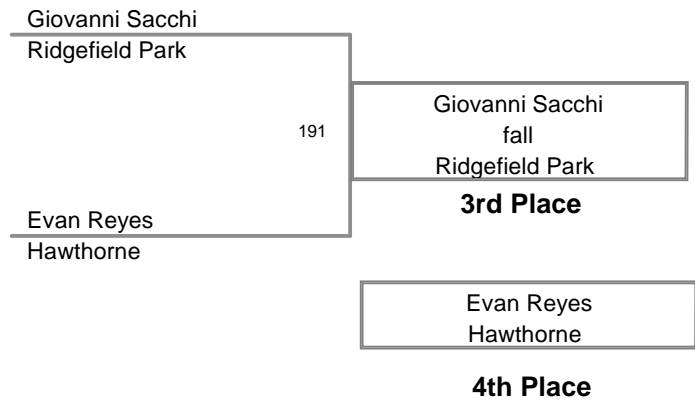 Giovanni Sacchi
Ridgefield Park
191
Giovanni Sacchi
fall
Ridgefield Park
3rd Place
Evan Reyes
Hawthorne
Evan Reyes
Hawthorne
4th Place